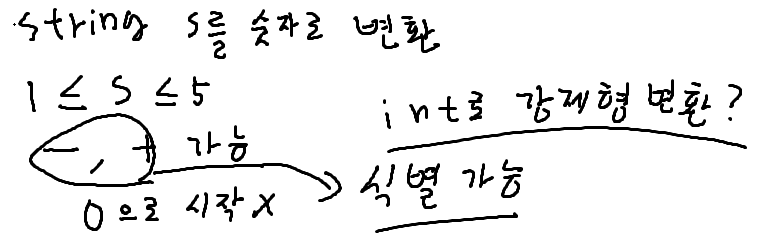 string s를 숫자로 변환
1 ≤ S ≤ 5
int로 강제형 변환?
-, + 가능
식별 가능
0으로 시작 X